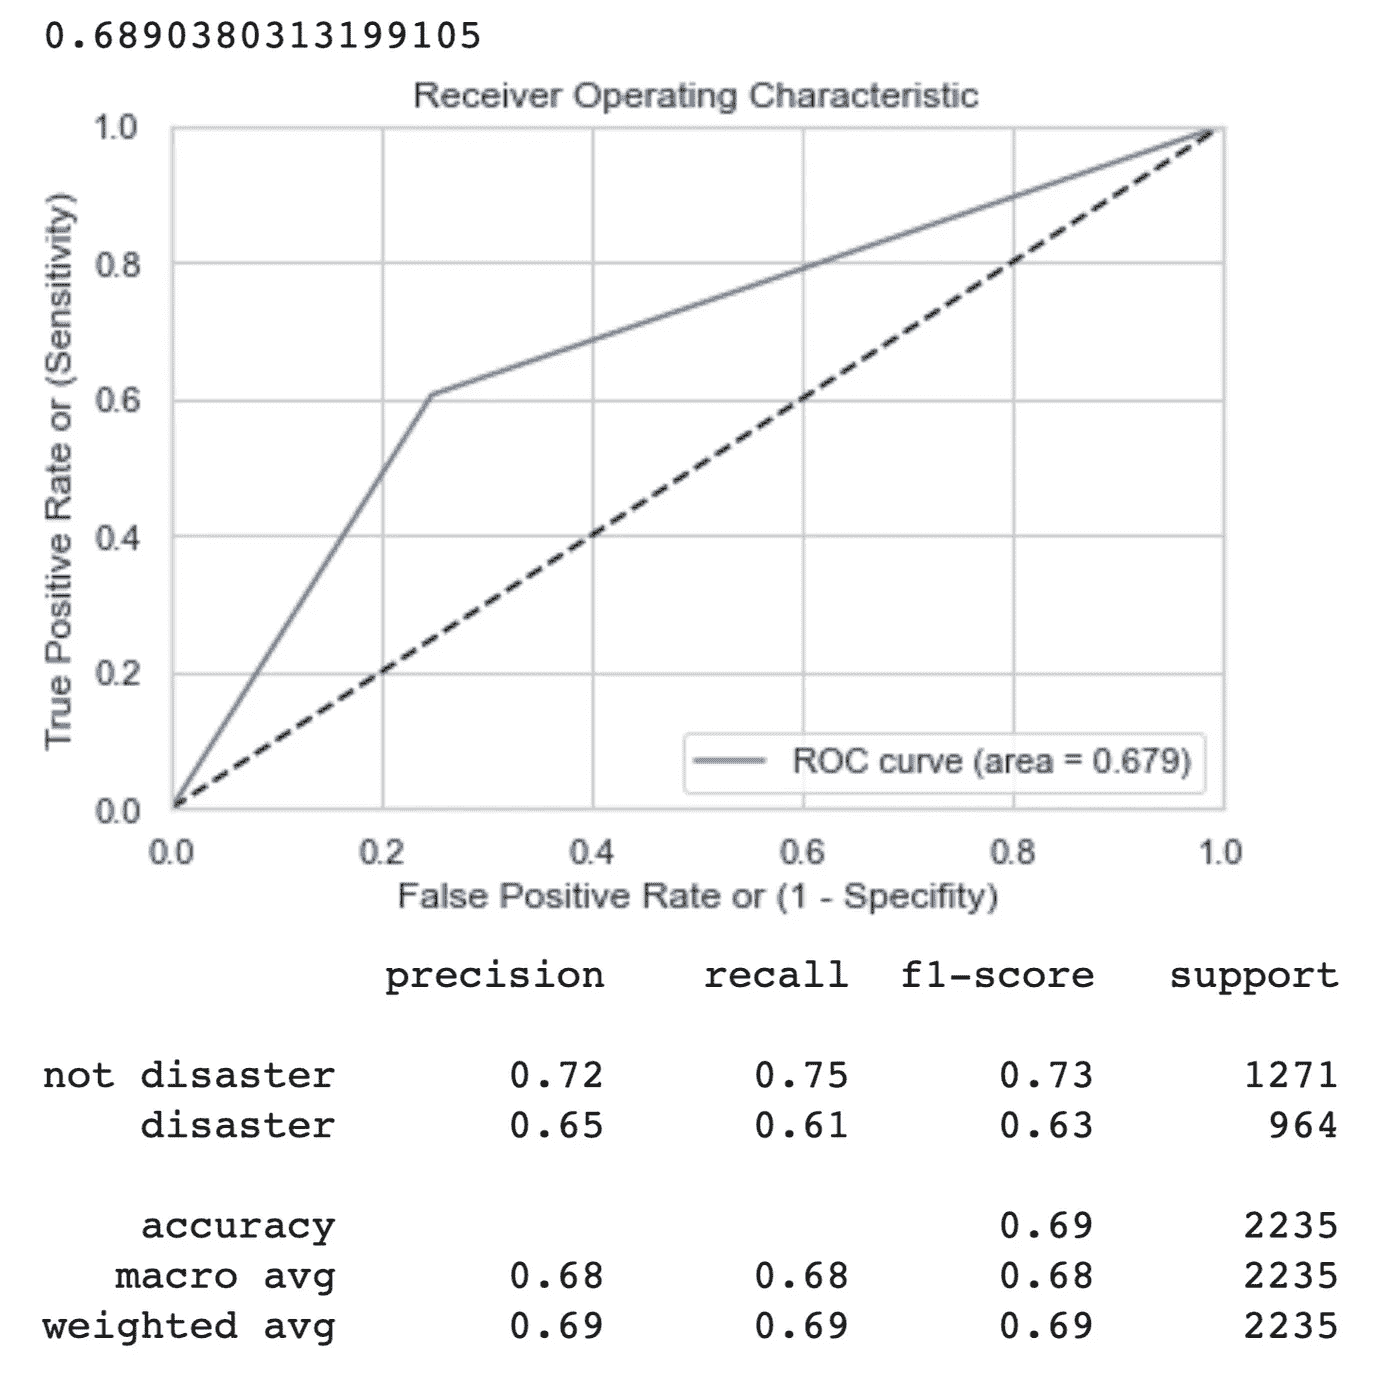 0.6890380313199105
Receiver Operating Characteristic
1.0
0.8
0.6
0.4
0.2
0.0
True Positive Rate or (Sensitivity)
ROC curve (area = 0.679)
0.0 0.2 0.4 0.6 0.8 1.0
False Positive Rate or (1 - Specifity)
precision recall f1-score support
not disaster 0.72 0.75 0.73 1271
disaster 0.65 0.61 0.63 964
accuracy 0.69 2235
macro avg 0.68 0.68 0.68 2235
weighted avg 0.69 0.69 0.69 2235